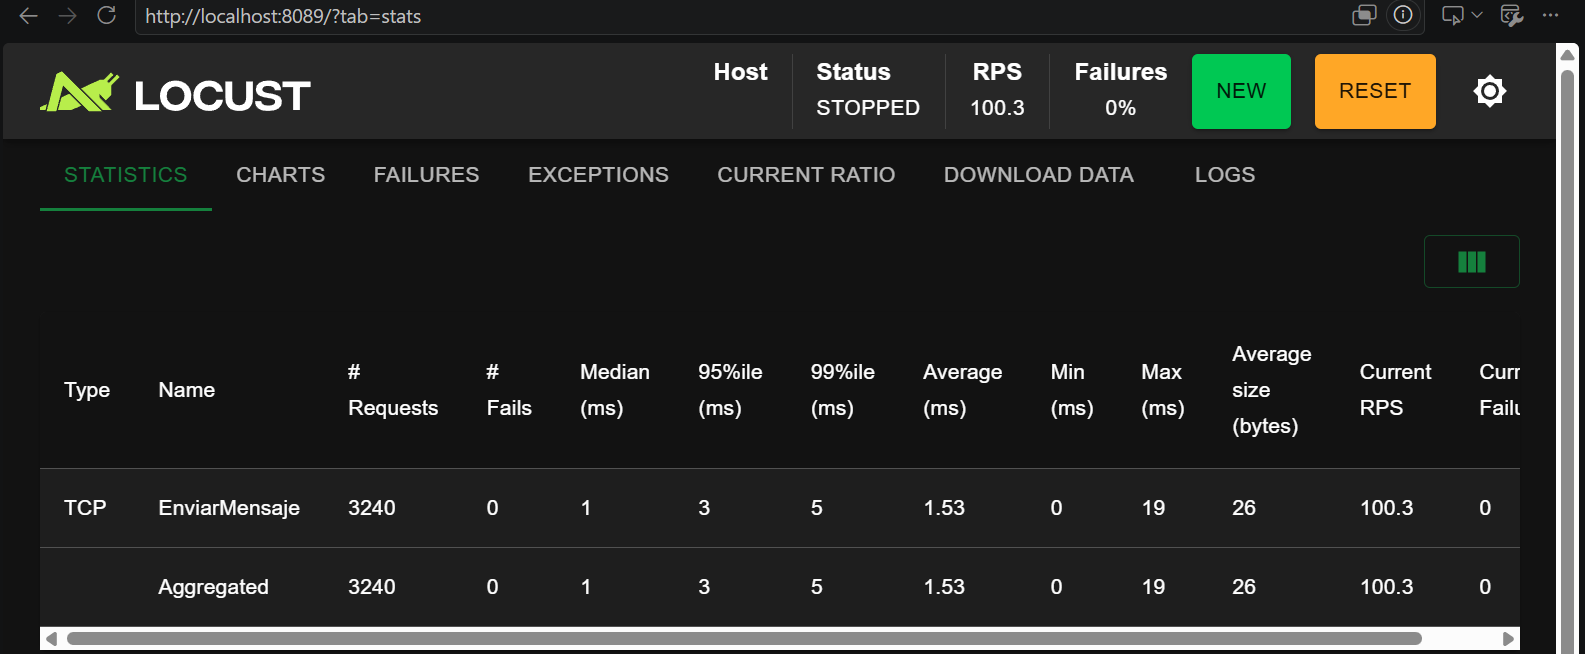 http://localhost:8089/?tab=stats
LOCUST
Host
Status
STOPPED
RPS
100.3
Failures
0%
NEW
RESET
STATISTICS CHARTS FAILURES EXCEPTIONS CURRENT RATIO DOWNLOAD DATA LOGS
Type Name # Requests # Fails Median (ms) 95%ile (ms) 99%ile (ms) Average (ms) Min (ms) Max (ms) Average size (bytes) Current RPS Curr Failu
TCP EnviarMensaje 3240 0 1 3 5 1.53 0 19 26 100.3 0
Aggregated 3240 0 1 3 5 1.53 0 19 26 100.3 0